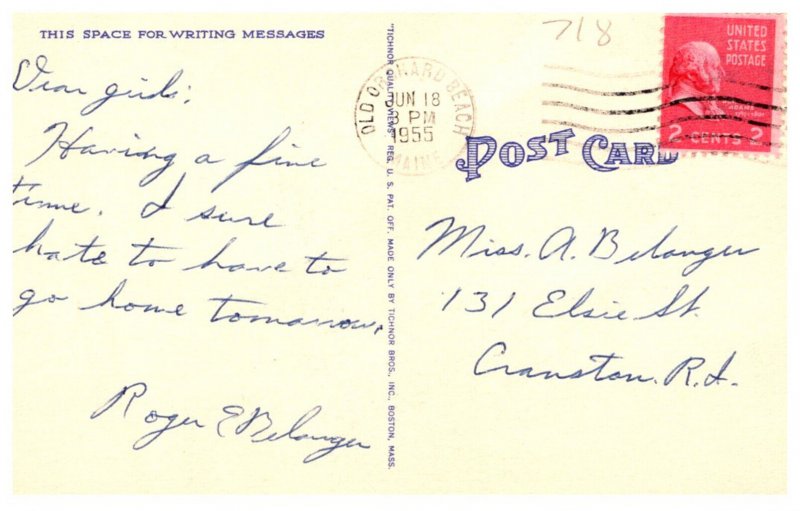 THIS SPACE FOR WRITING MESSAGES
Dear girls;
Having a fine
time. I sure
hate to have to
go home tomorrow.
Roger E Belanger
"TICHNOR QUALITY VIEWS" REG. U. S. PAT. OFF. MADE ONLY BY TICHNOR BROS., INC., BOSTON, MASS.
718
OLD ORCHARD BEACH
JUN 18
3 PM
1955
MAINE
UNITED
STATES
POSTAGE
ADAMS
2 CENTS 2
POST CARD
Miss. A. Belanger
131 Elsie St.
Cranston. R.I.